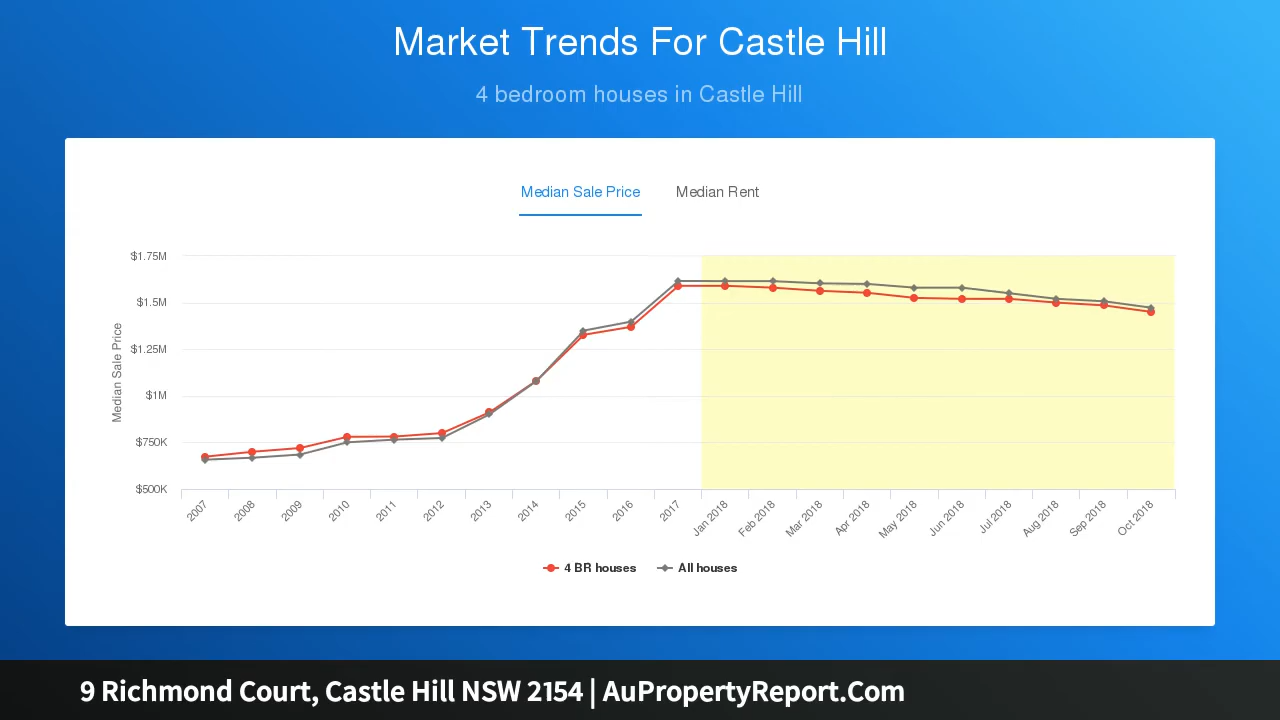 Market Trends For Castle Hill
4 bedroom houses in Castle Hill
Median Sale Price Median Rent
Median Sale Price
$1.75M
$1.5M
$1.25M
$1M
$750K
$500K
2007 2008 2009 2010 2011 2012 2013 2014 2015 2016 2017 Jan 2018 Feb 2018 Mar 2018 Apr 2018 May 2018 Jun 2018 Jul 2018 Aug 2018 Sep 2018 Oct 2018
4 BR houses All houses
9 Richmond Court, Castle Hill NSW 2154 | AuPropertyReport.Com